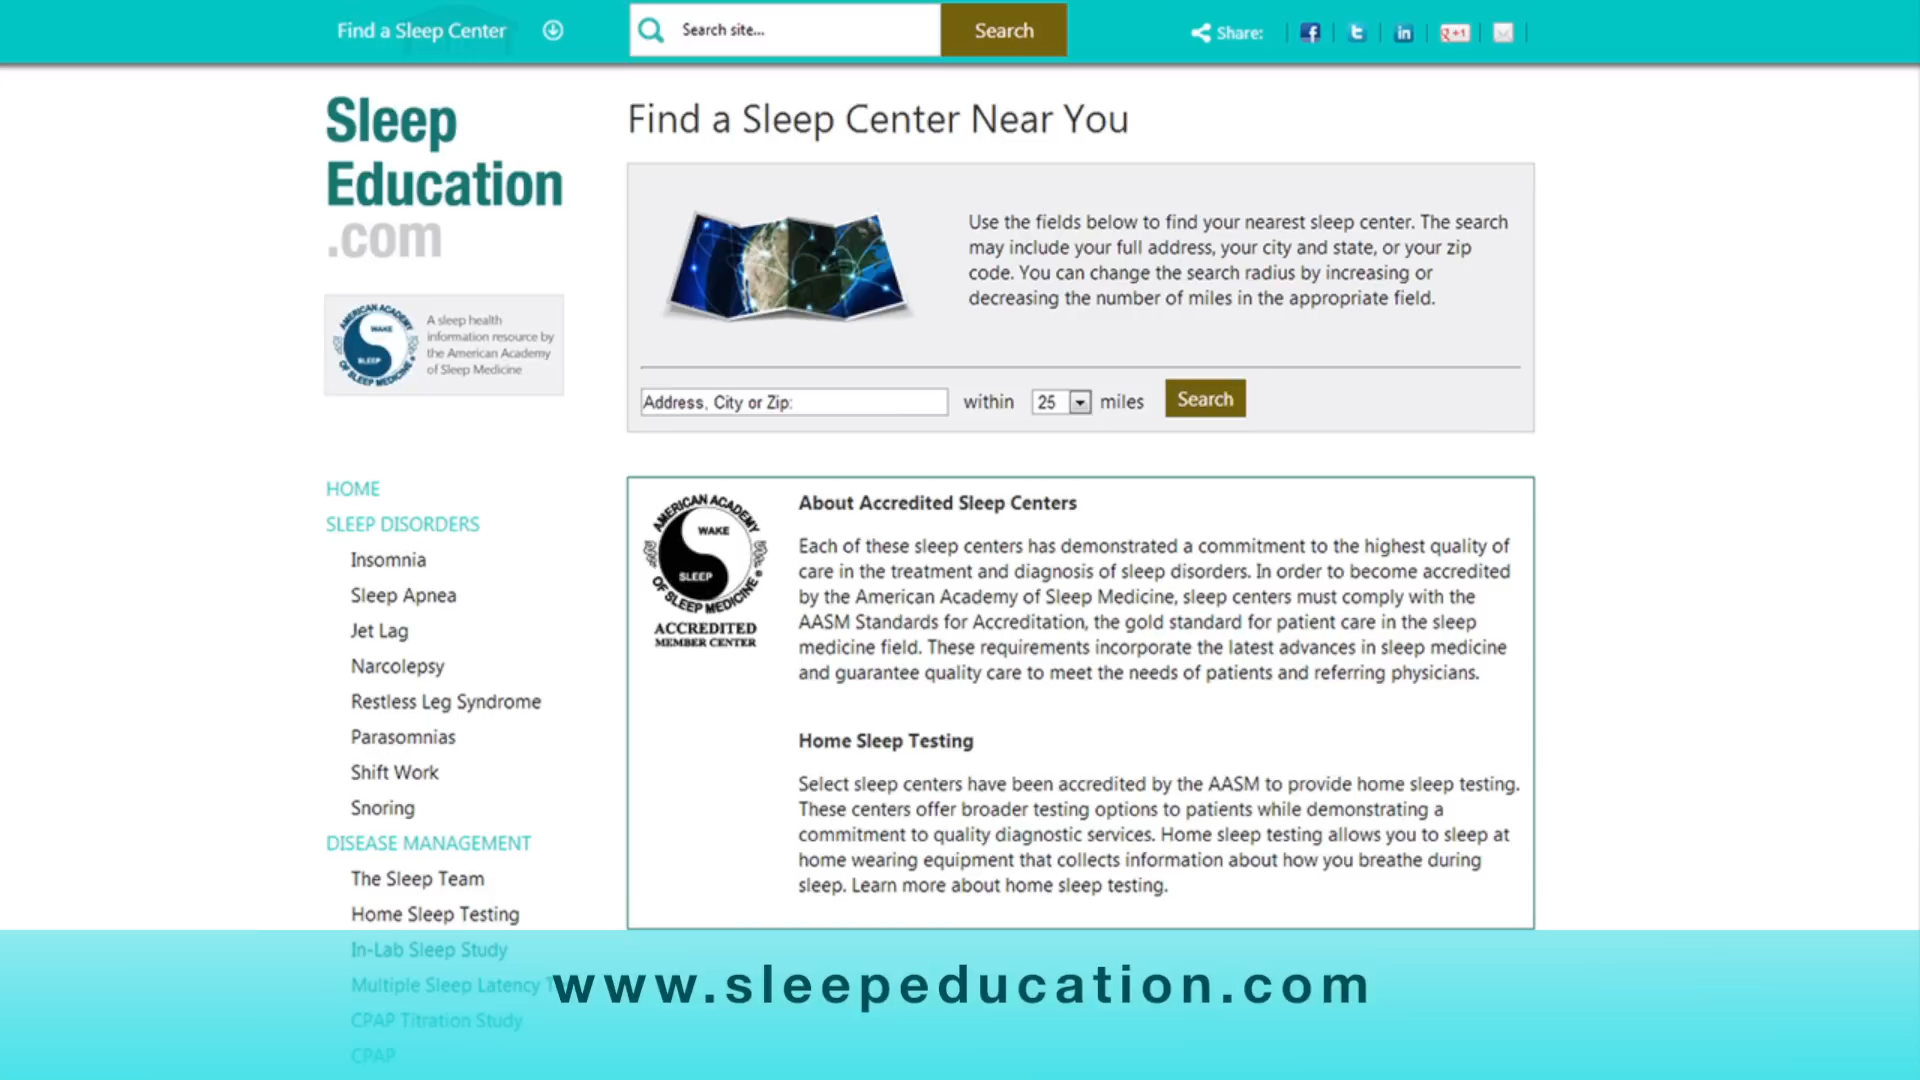 Find a Sleep Center
Search site...
Search
Share:
Sleep
Education
.com
AMERICAN ACADEMY
OF SLEEP MEDICINE
WAKE
SLEEP
A sleep health
information resource by
the American Academy
of Sleep Medicine
HOME
SLEEP DISORDERS
Insomnia
Sleep Apnea
Jet Lag
Narcolepsy
Restless Leg Syndrome
Parasomnias
Shift Work
Snoring
DISEASE MANAGEMENT
The Sleep Team
Home Sleep Testing
In-Lab Sleep Study
Multiple Sleep Latency T
CPAP Titration Study
CPAP
Find a Sleep Center Near You
Use the fields below to find your nearest sleep center. The search
may include your full address, your city and state, or your zip
code. You can change the search radius by increasing or
decreasing the number of miles in the appropriate field.
Address, City or Zip: within 25 miles Search
AMERICAN ACADEMY
OF SLEEP MEDICINE
WAKE
SLEEP
ACCREDITED
MEMBER CENTER
About Accredited Sleep Centers
Each of these sleep centers has demonstrated a commitment to the highest quality of
care in the treatment and diagnosis of sleep disorders. In order to become accredited
by the American Academy of Sleep Medicine, sleep centers must comply with the
AASM Standards for Accreditation, the gold standard for patient care in the sleep
medicine field. These requirements incorporate the latest advances in sleep medicine
and guarantee quality care to meet the needs of patients and referring physicians.
Home Sleep Testing
Select sleep centers have been accredited by the AASM to provide home sleep testing.
These centers offer broader testing options to patients while demonstrating a
commitment to quality diagnostic services. Home sleep testing allows you to sleep at
home wearing equipment that collects information about how you breathe during
sleep. Learn more about home sleep testing.
www.sleepeducation.com